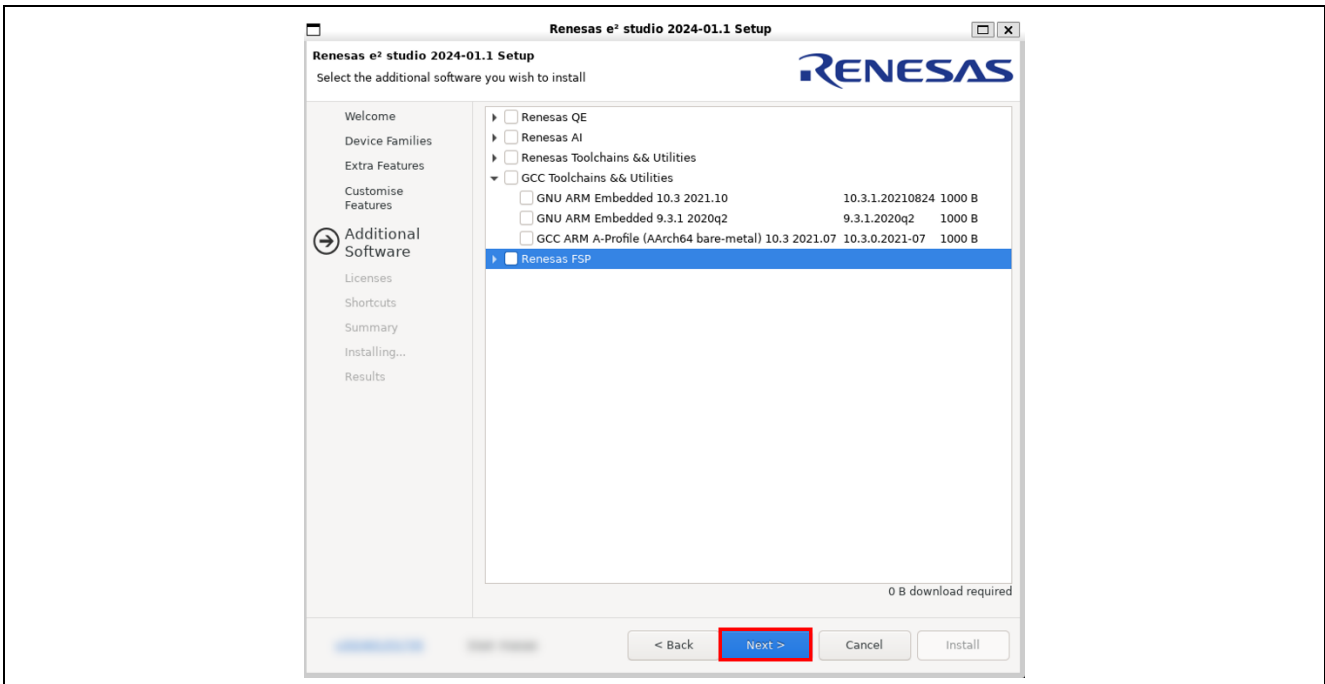 Renesas e² studio 2024-01.1 Setup
Renesas e² studio 2024-01.1 Setup
Select the additional software you wish to install
RENESAS
Welcome
Device Families
Extra Features
Customise
Features
Additional
Software
Licenses
Shortcuts
Summary
Installing...
Results
Renesas QE
Renesas AI
Renesas Toolchains && Utilities
GCC Toolchains && Utilities
GNU ARM Embedded 10.3 2021.10 10.3.1.20210824 1000 B
GNU ARM Embedded 9.3.1 2020q2 9.3.1.2020q2 1000 B
GCC ARM A-Profile (AArch64 bare-metal) 10.3 2021.07 10.3.0.2021-07 1000 B
Renesas FSP
0 B download required
< Back Next > Cancel Install